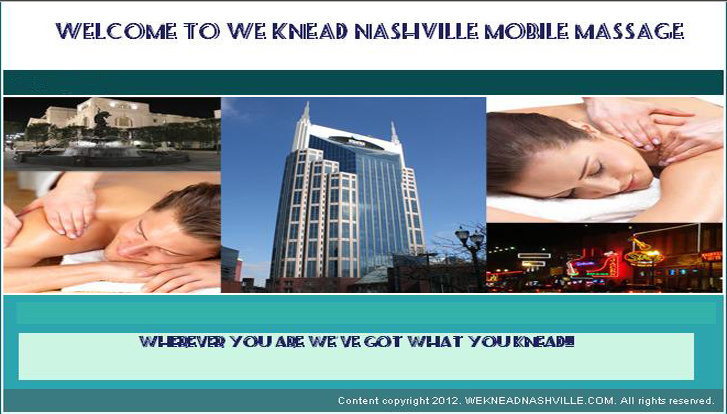 WELCOME TO WE KNEAD NASHVILLE MOBILE MASSAGE
WHEREVER YOU ARE WE'VE GOT WHAT YOU KNEAD!!
Content copyright 2012. WEKNEADNASHVILLE.COM. All rights reserved.